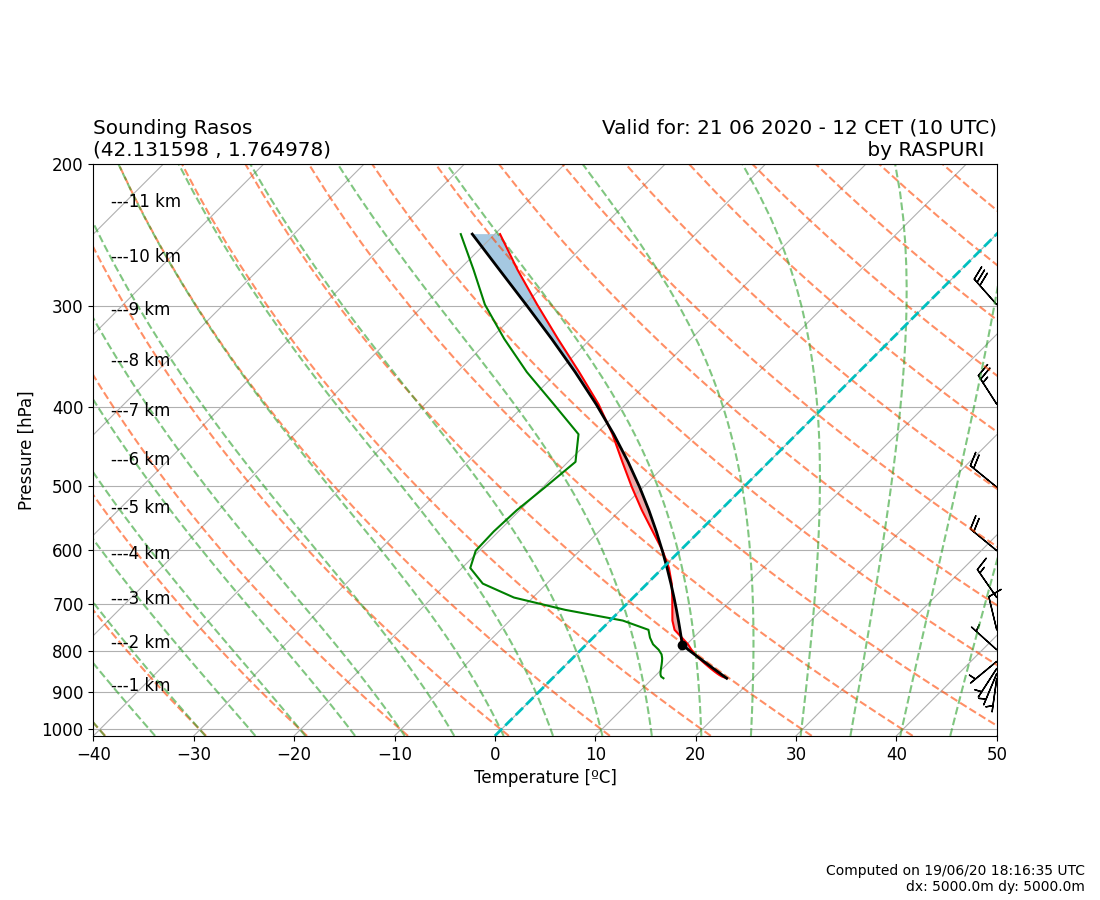 Sounding Rasos
(42.131598 , 1.764978)
Valid for: 21 06 2020 - 12 CET (10 UTC)
by RASPURI
200
300
400
500
600
700
800
900
1000
Pressure [hPa]
---11 km
---10 km
---9 km
---8 km
---7 km
---6 km
---5 km
---4 km
---3 km
---2 km
---1 km
−40 −30 −20 −10 0 10 20 30 40 50
Temperature [ºC]
Computed on 19/06/20 18:16:35 UTC
dx: 5000.0m dy: 5000.0m